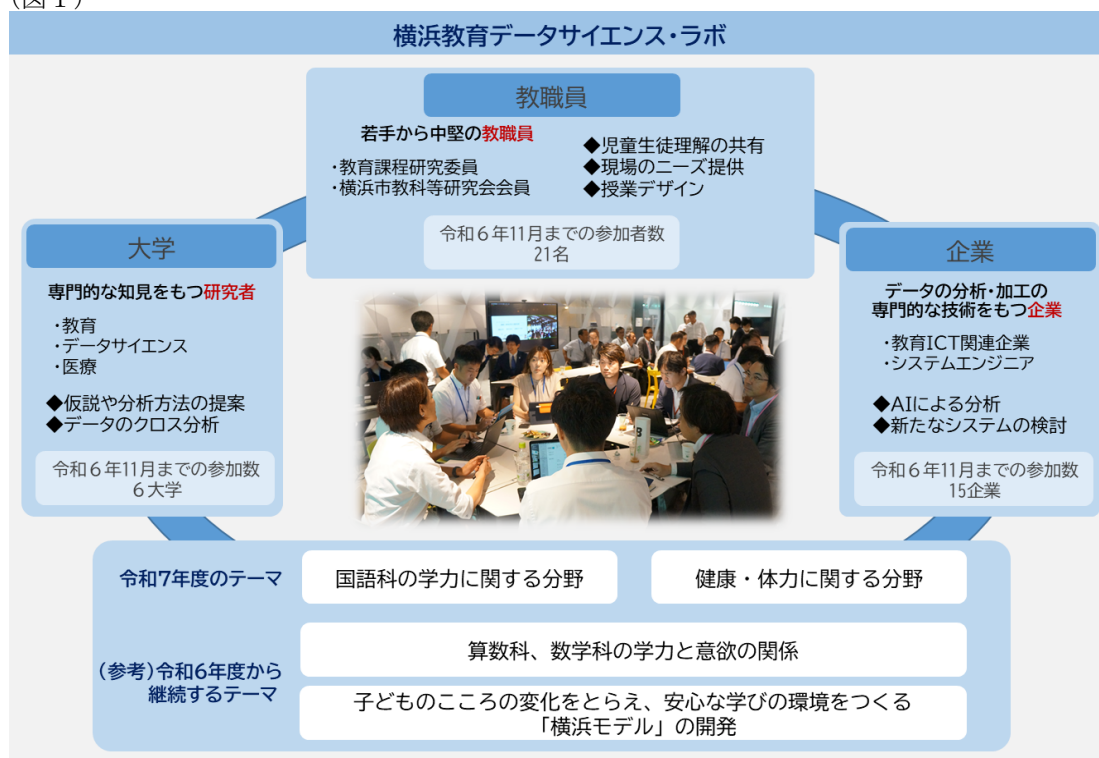 (図1)
横浜教育データサイエンス・ラボ
教職員
若手から中堅の教職員
・教育課程研究委員
・横浜市教科等研究会会員
◆児童生徒理解の共有
◆現場のニーズ提供
◆授業デザイン
令和６年11月までの参加者数
21名
大学
専門的な知見をもつ研究者
・教育
・データサイエンス
・医療
◆仮説や分析方法の提案
◆データのクロス分析
令和６年11月までの参加数
６大学
企業
データの分析・加工の
専門的な技術をもつ企業
・教育ICT関連企業
・システムエンジニア
◆AIによる分析
◆新たなシステムの検討
令和６年11月までの参加数
15企業
令和7年度のテーマ
国語科の学力に関する分野
健康・体力に関する分野
(参考)令和6年度から
継続するテーマ
算数科、数学科の学力と意欲の関係
子どものこころの変化をとらえ、安心な学びの環境をつくる
「横浜モデル」の開発